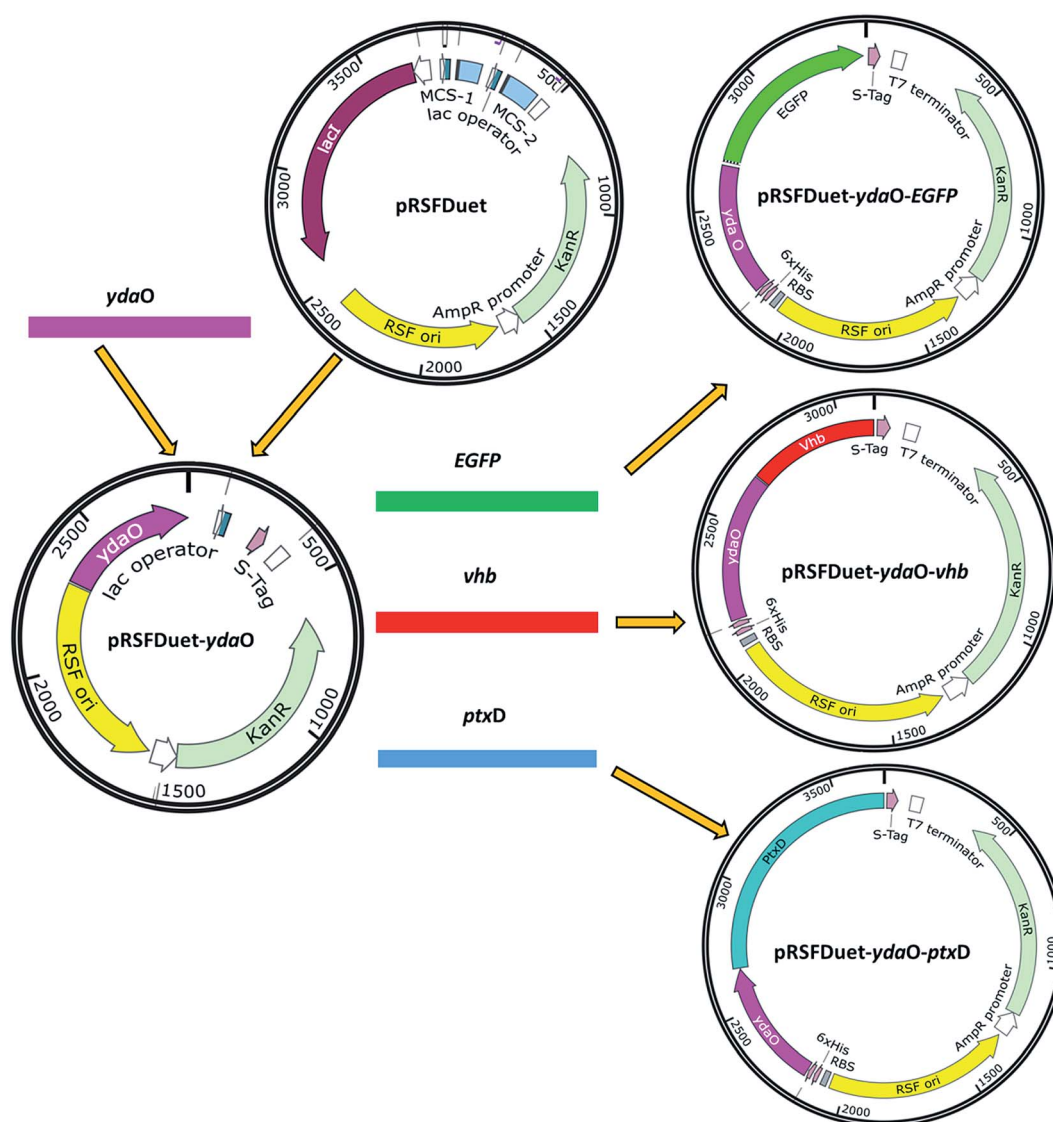 pRSFDuet
3500
3000
2500
2000
1500
1000
500
lacI
MCS-1
lac operator
MCS-2
KanR
AmpR promoter
RSF ori
ydaO
pRSFDuet-ydaO
2500
2000
1500
1000
500
ydaO
lac operator
S-Tag
RSF ori
KanR
EGFP
vhb
ptxD
pRSFDuet-ydaO-EGFP
3000
2500
2000
1500
1000
500
EGFP
S-Tag
T7 terminator
KanR
AmpR promoter
RSF ori
RBS
6xHis
yda O
pRSFDuet-ydaO-vhb
3000
2500
2000
1500
1000
500
Vhb
S-Tag
T7 terminator
KanR
AmpR promoter
RSF ori
RBS
6xHis
ydaO
pRSFDuet-ydaO-ptxD
3500
3000
2500
2000
1500
1000
500
PtxD
S-Tag
T7 terminator
KanR
AmpR promoter
RSF ori
RBS
6xHis
ydaO